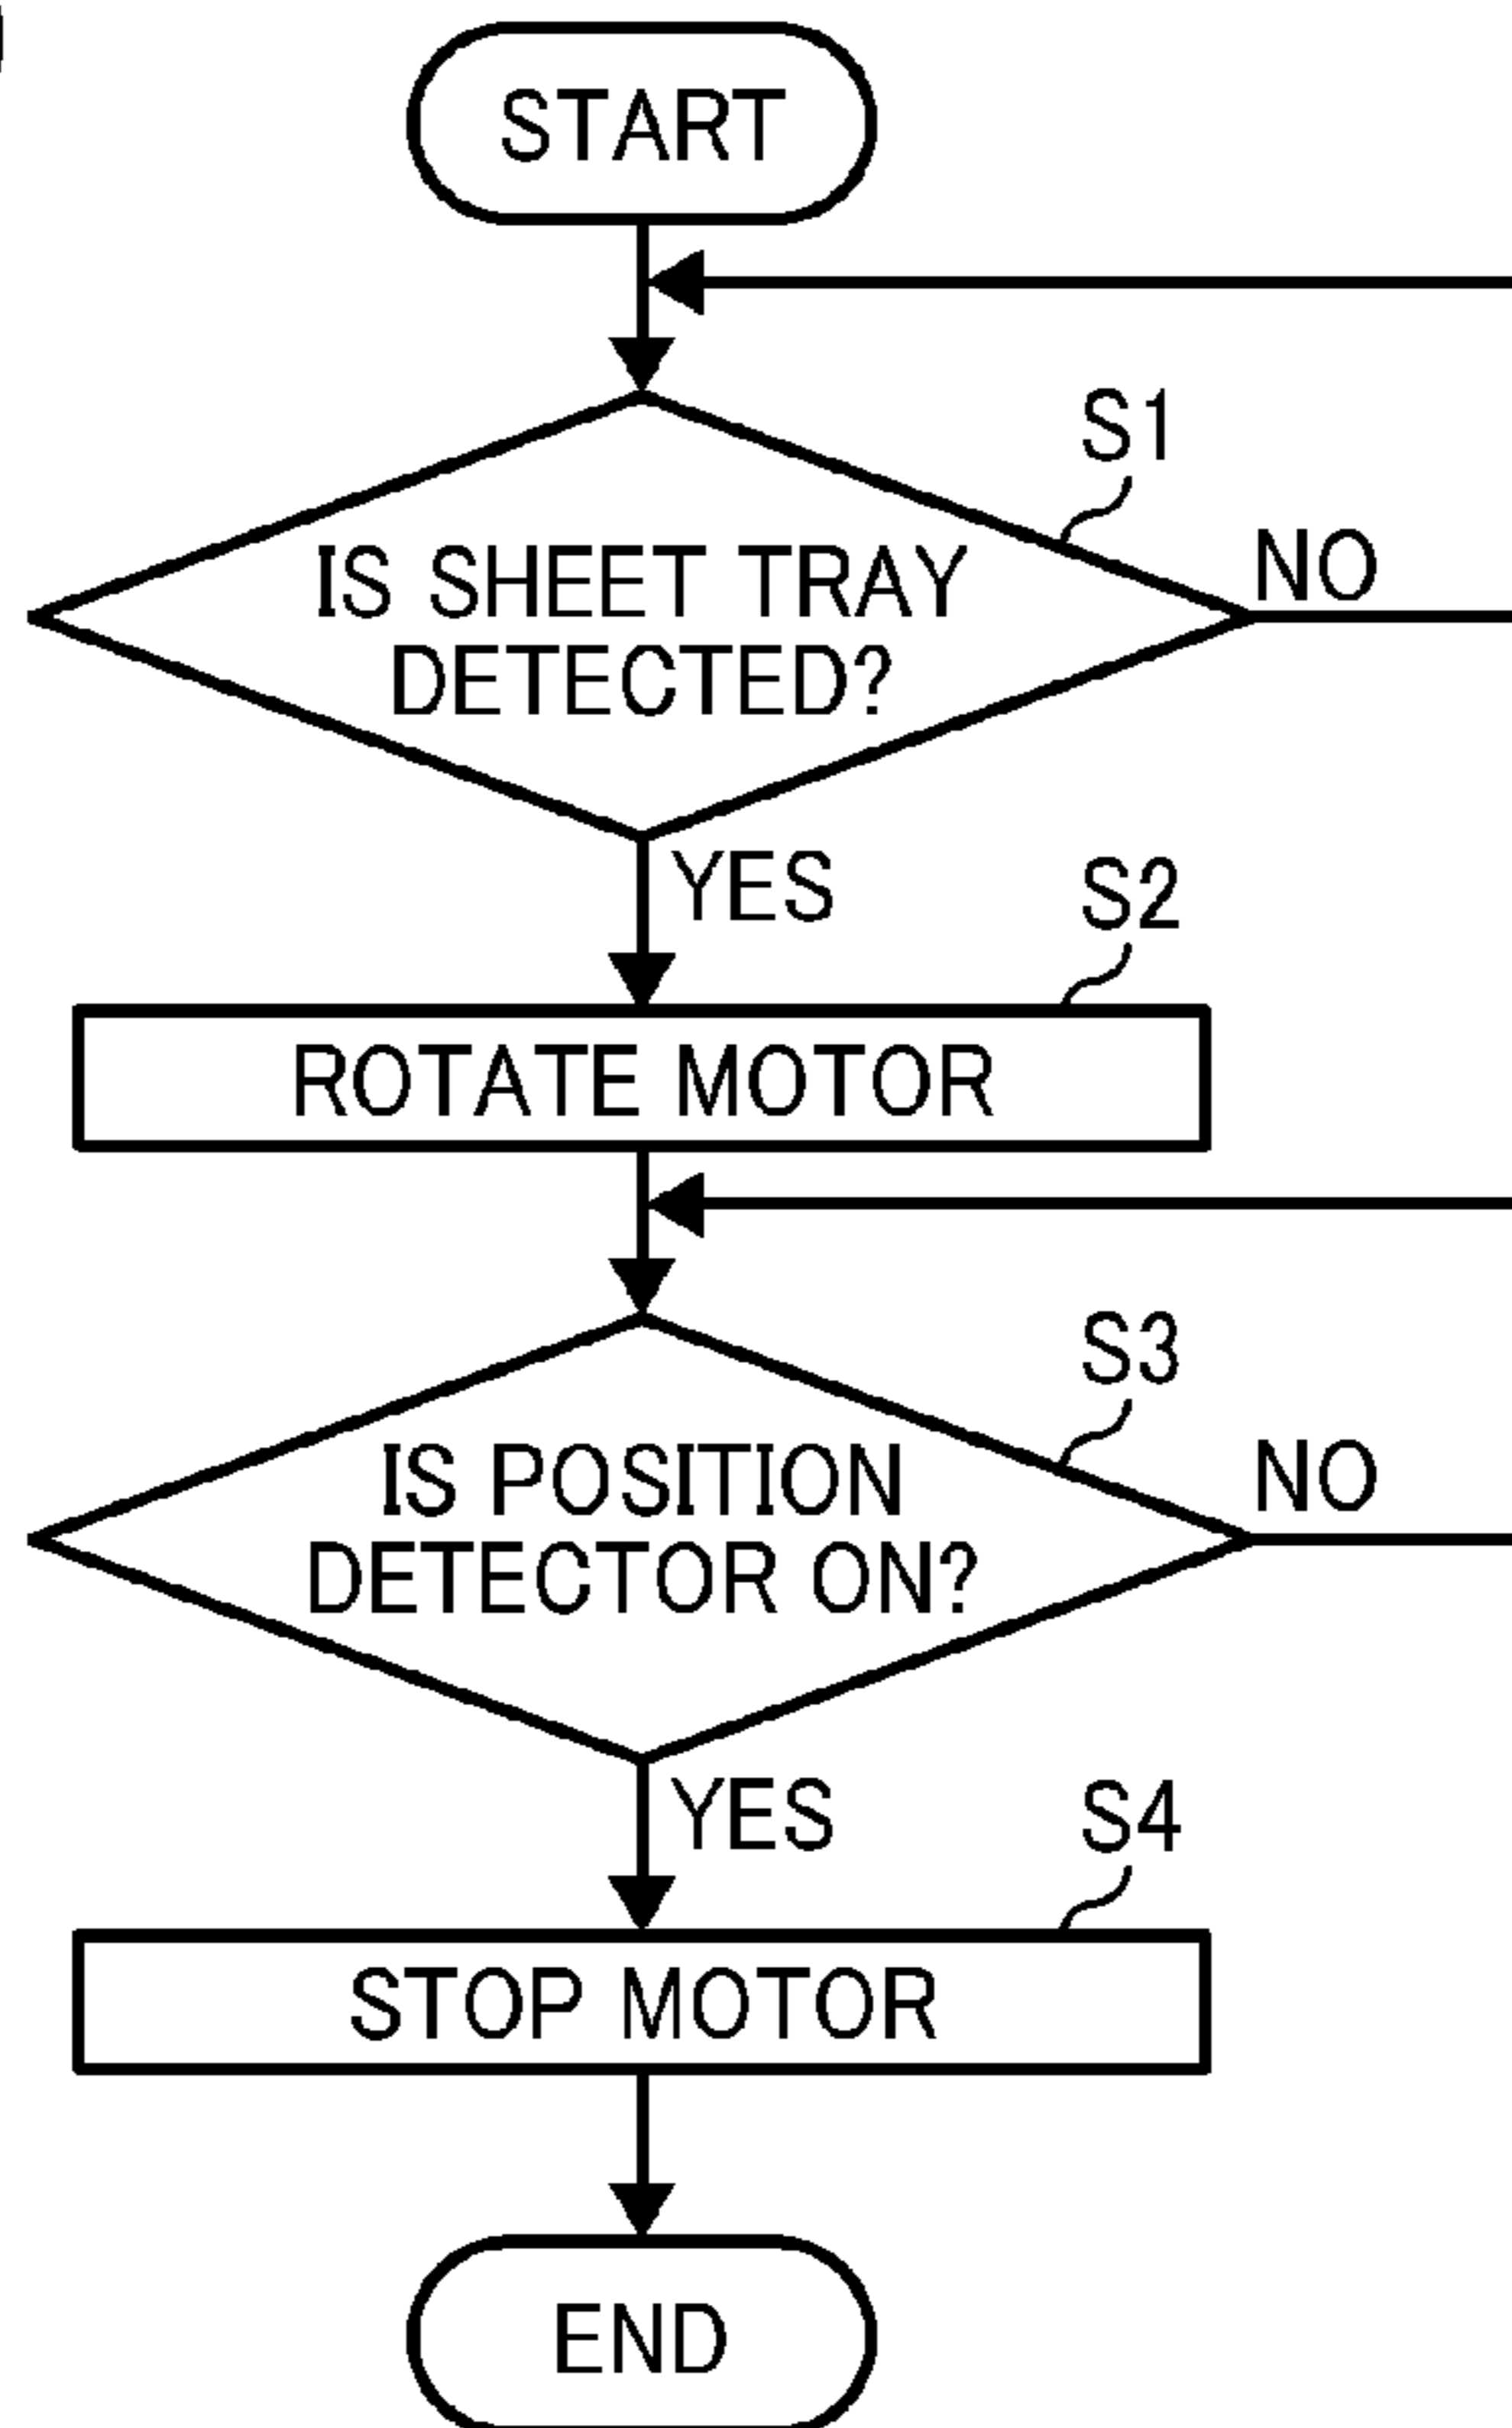 START
S1
IS SHEET TRAY
DETECTED?
NO
YES
S2
ROTATE MOTOR
S3
IS POSITION
DETECTOR ON?
NO
YES
S4
STOP MOTOR
END